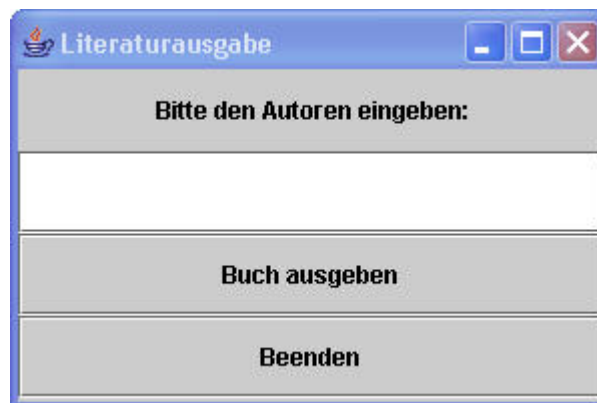 Literaturausgabe
Bitte den Autoren eingeben:
Buch ausgeben
Beenden